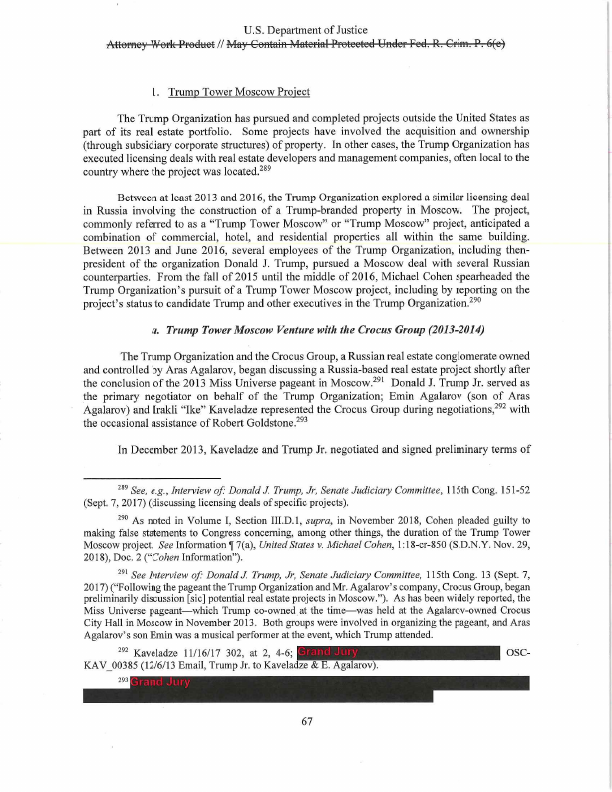 U.S. Department of Justice
Attorney Work Product // May Contain Material Protected Under Fed. R. Crim. P. 6(e)
1. Trump Tower Moscow Project
The Trump Organization has pursued and completed projects outside the United States as
part of its real estate portfolio. Some projects have involved the acquisition and ownership
(through subsidiary corporate structures) of property. In other cases, the Trump Organization has
executed licensing deals with real estate developers and management companies, often local to the
country where the project was located.289
Between at least 2013 and 2016, the Trump Organization explored a similar licensing deal
in Russia involving the construction of a Trump-branded property in Moscow. The project,
commonly referred to as a “Trump Tower Moscow” or “Trump Moscow” project, anticipated a
combination of commercial, hotel, and residential properties all within the same building.
Between 2013 and June 2016, several employees of the Trump Organization, including then-
president of the organization Donald J. Trump, pursued a Moscow deal with several Russian
counterparties. From the fall of 2015 until the middle of 2016, Michael Cohen spearheaded the
Trump Organization’s pursuit of a Trump Tower Moscow project, including by reporting on the
project’s status to candidate Trump and other executives in the Trump Organization.290
a. Trump Tower Moscow Venture with the Crocus Group (2013-2014)
The Trump Organization and the Crocus Group, a Russian real estate conglomerate owned
and controlled by Aras Agalarov, began discussing a Russia-based real estate project shortly after
the conclusion of the 2013 Miss Universe pageant in Moscow.291 Donald J. Trump Jr. served as
the primary negotiator on behalf of the Trump Organization; Emin Agalarov (son of Aras
Agalarov) and Irakli “Ike” Kaveladze represented the Crocus Group during negotiations,292 with
the occasional assistance of Robert Goldstone.293
In December 2013, Kaveladze and Trump Jr. negotiated and signed preliminary terms of
289 See, e.g., Interview of: Donald J. Trump, Jr, Senate Judiciary Committee, 115th Cong. 151-52
(Sept. 7, 2017) (discussing licensing deals of specific projects).
290 As noted in Volume I, Section III.D.1, supra, in November 2018, Cohen pleaded guilty to
making false statements to Congress concerning, among other things, the duration of the Trump Tower
Moscow project. See Information ¶ 7(a), United States v. Michael Cohen, 1:18-cr-850 (S.D.N.Y. Nov. 29,
2018), Doc. 2 (“Cohen Information”).
291 See Interview of: Donald J. Trump, Jr, Senate Judiciary Committee, 115th Cong. 13 (Sept. 7,
2017) (“Following the pageant the Trump Organization and Mr. Agalarov’s company, Crocus Group, began
preliminarily discussion [sic] potential real estate projects in Moscow.”). As has been widely reported, the
Miss Universe pageant—which Trump co-owned at the time—was held at the Agalarov-owned Crocus
City Hall in Moscow in November 2013. Both groups were involved in organizing the pageant, and Aras
Agalarov’s son Emin was a musical performer at the event, which Trump attended.
292 Kaveladze 11/16/17 302, at 2, 4-6; Grand Jury OSC-
KAV_00385 (12/6/13 Email, Trump Jr. to Kaveladze & E. Agalarov).
293 Grand Jury
67